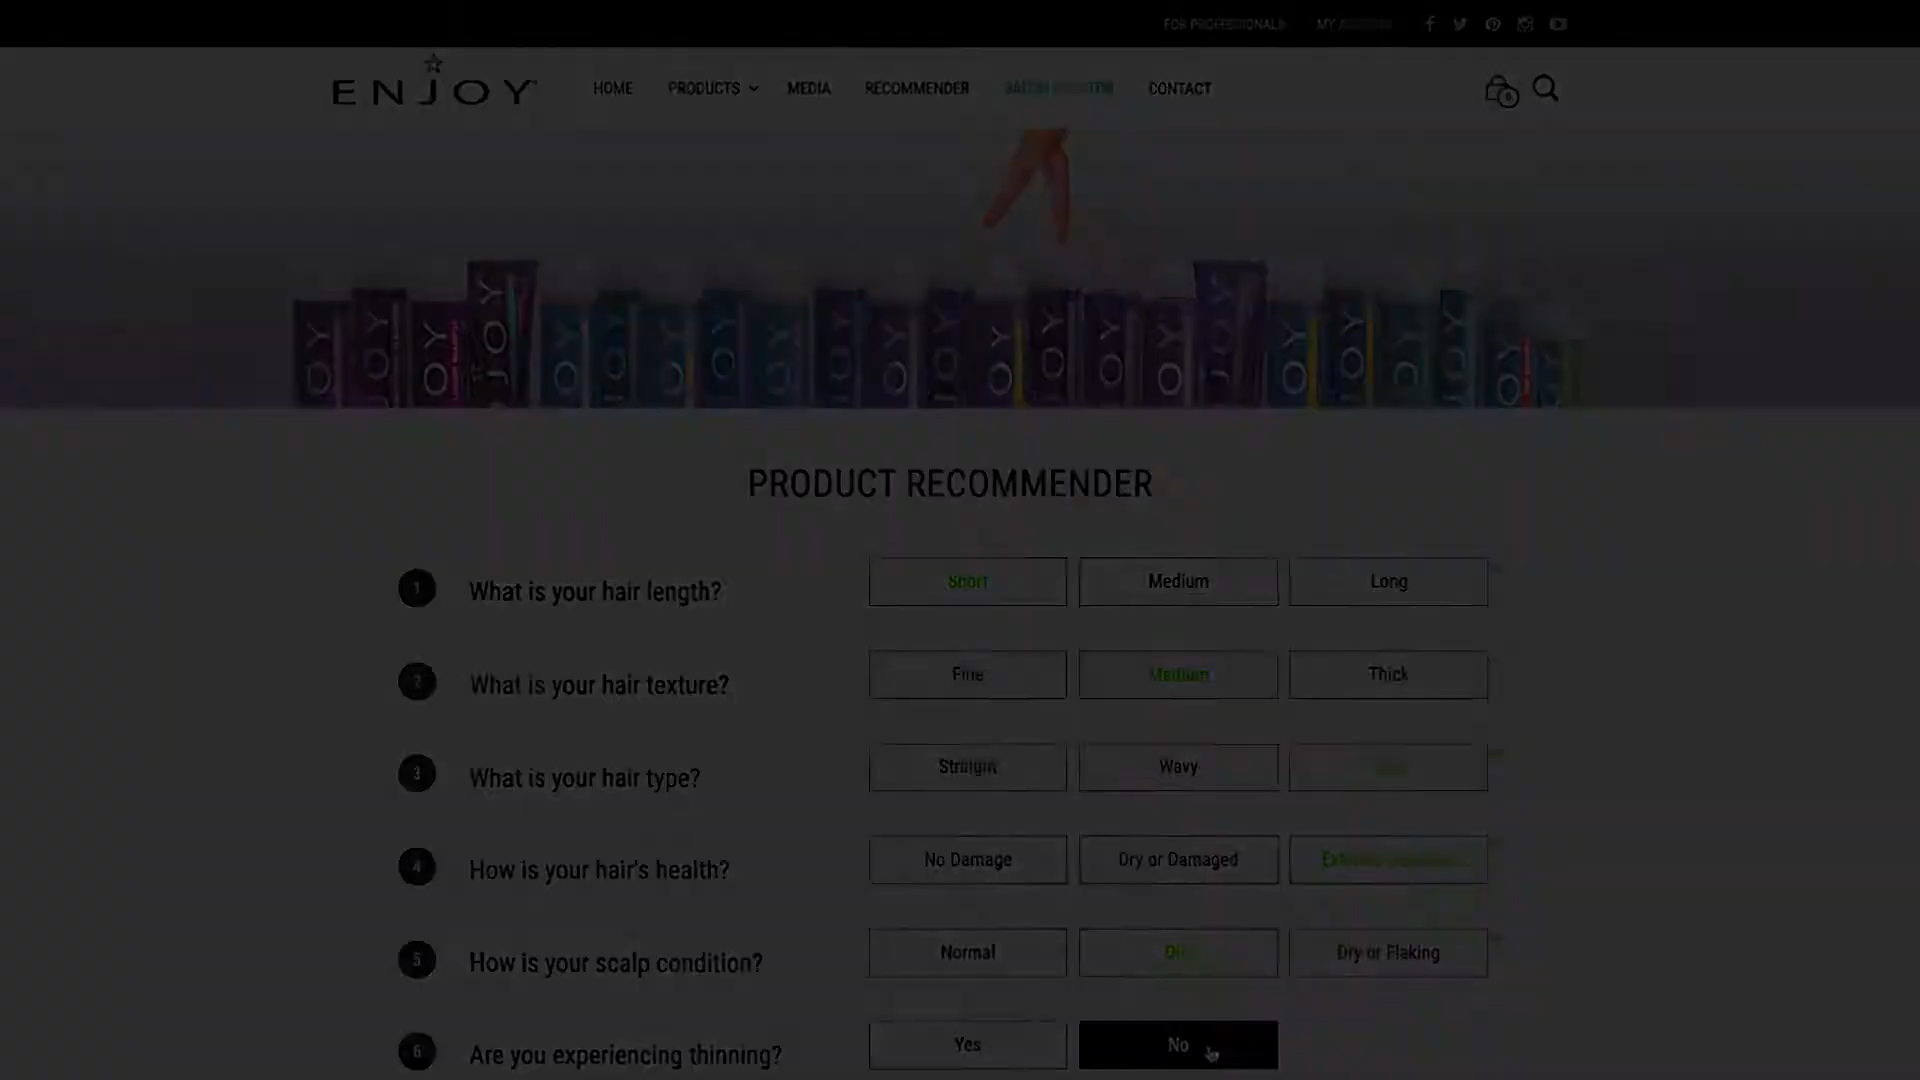 FOR PROFESSIONALS MY ACCOUNT
ENJOY
HOME PRODUCTS MEDIA RECOMMENDER CONTACT
PRODUCT RECOMMENDER
1 What is your hair length? Short Medium Long
2 What is your hair texture? Fine Medium Thick
3 What is your hair type? Straight Wavy
4 How is your hair's health? No Damage Dry or Damaged
5 How is your scalp condition? Normal Dry or Flaking
6 Are you experiencing thinning? Yes No